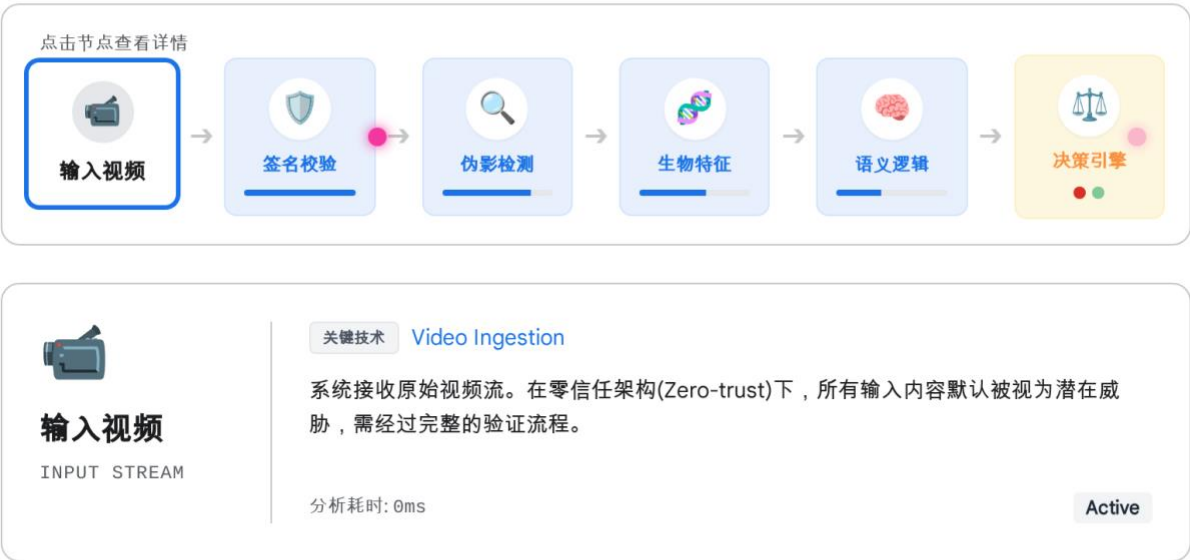 点击节点查看详情
输入视频
签名校验
伪影检测
生物特征
语义逻辑
决策引擎
关键技术 Video Ingestion
系统接收原始视频流。在零信任架构(Zero-trust)下，所有输入内容默认被视为潜在威
胁，需经过完整的验证流程。
输入视频
INPUT STREAM
分析耗时: 0ms
Active